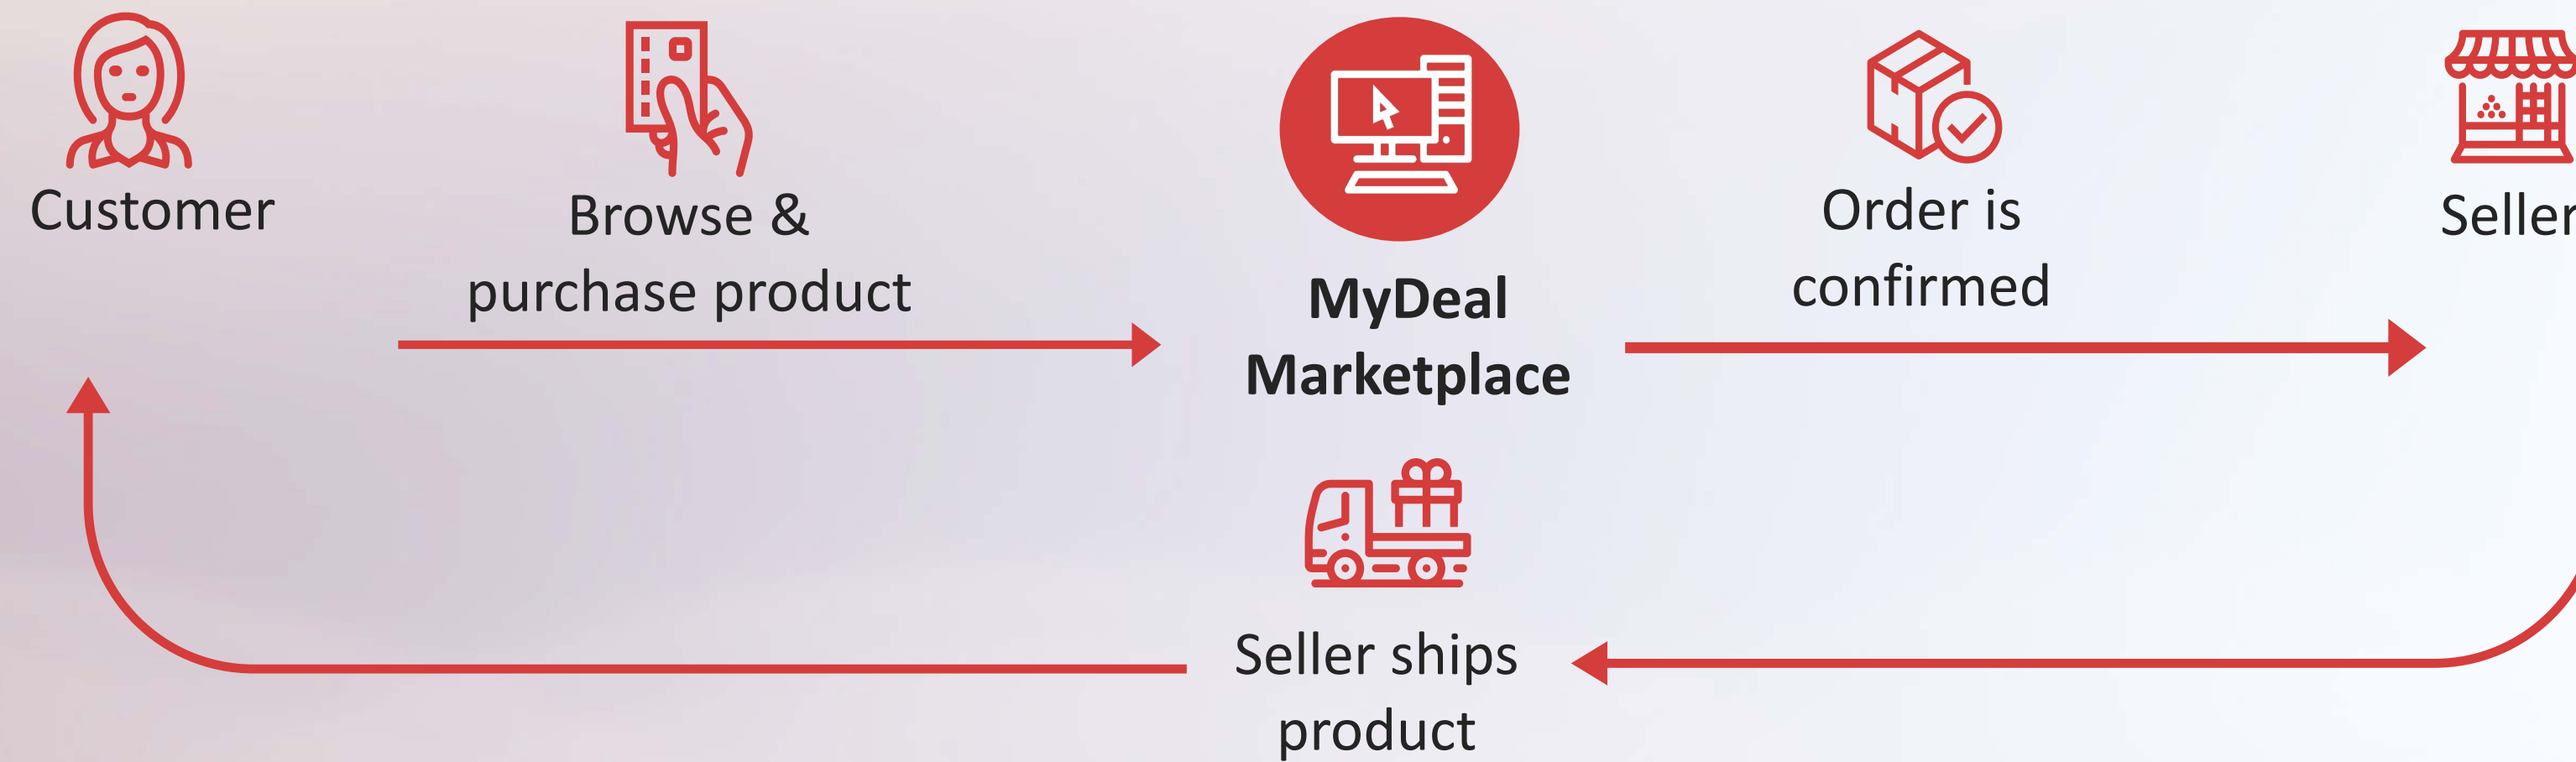 Customer
Browse &
purchase product
MyDeal
Marketplace
Order is
confirmed
Seller
Seller ships
product